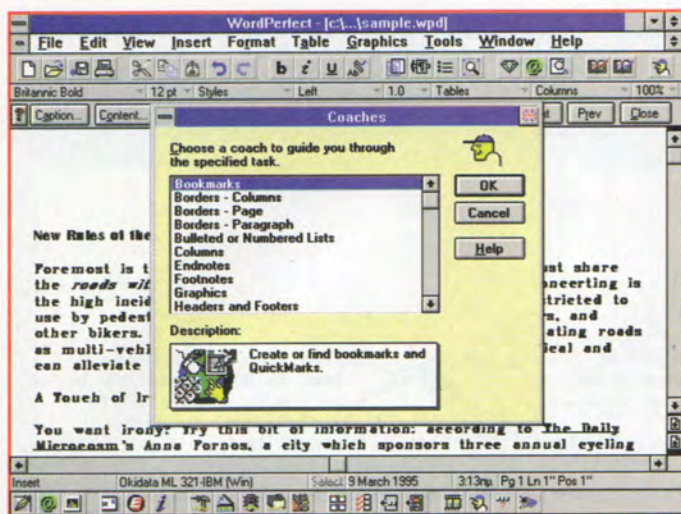 WordPerfect - [c:\...\sample.wpd]
File Edit View Insert Format Table Graphics Tools Window Help
Britannic Bold 12 pt Styles Left 1.0 Tables Columns 100%
Caption... Content... Prev Close
Coaches
Choose a coach to guide you through
the specified task.
Bookmarks
Borders - Columns
Borders - Page
Borders - Paragraph
Bulleted or Numbered Lists
Columns
Endnotes
Footnotes
Graphics
Headers and Footers
OK
Cancel
Help
Description:
Create or find bookmarks and
QuickMarks.
New Rules of the
Foremost is t ust share
the roads wit oncerting is
the high incid tricted to
use by pedest rs, and
other bikers. ating roads
as multi-vehi ical and
can alleviate
A Touch of Ir
You want irony? Try this bit of information: according to The Daily
Microcosm's Anna Fornos, a city which sponsors three annual cycling
Insert Okidata ML 321-IBM (Win) Select 9 March 1995 3:13пµ Pg 1 Ln 1" Pos 1"